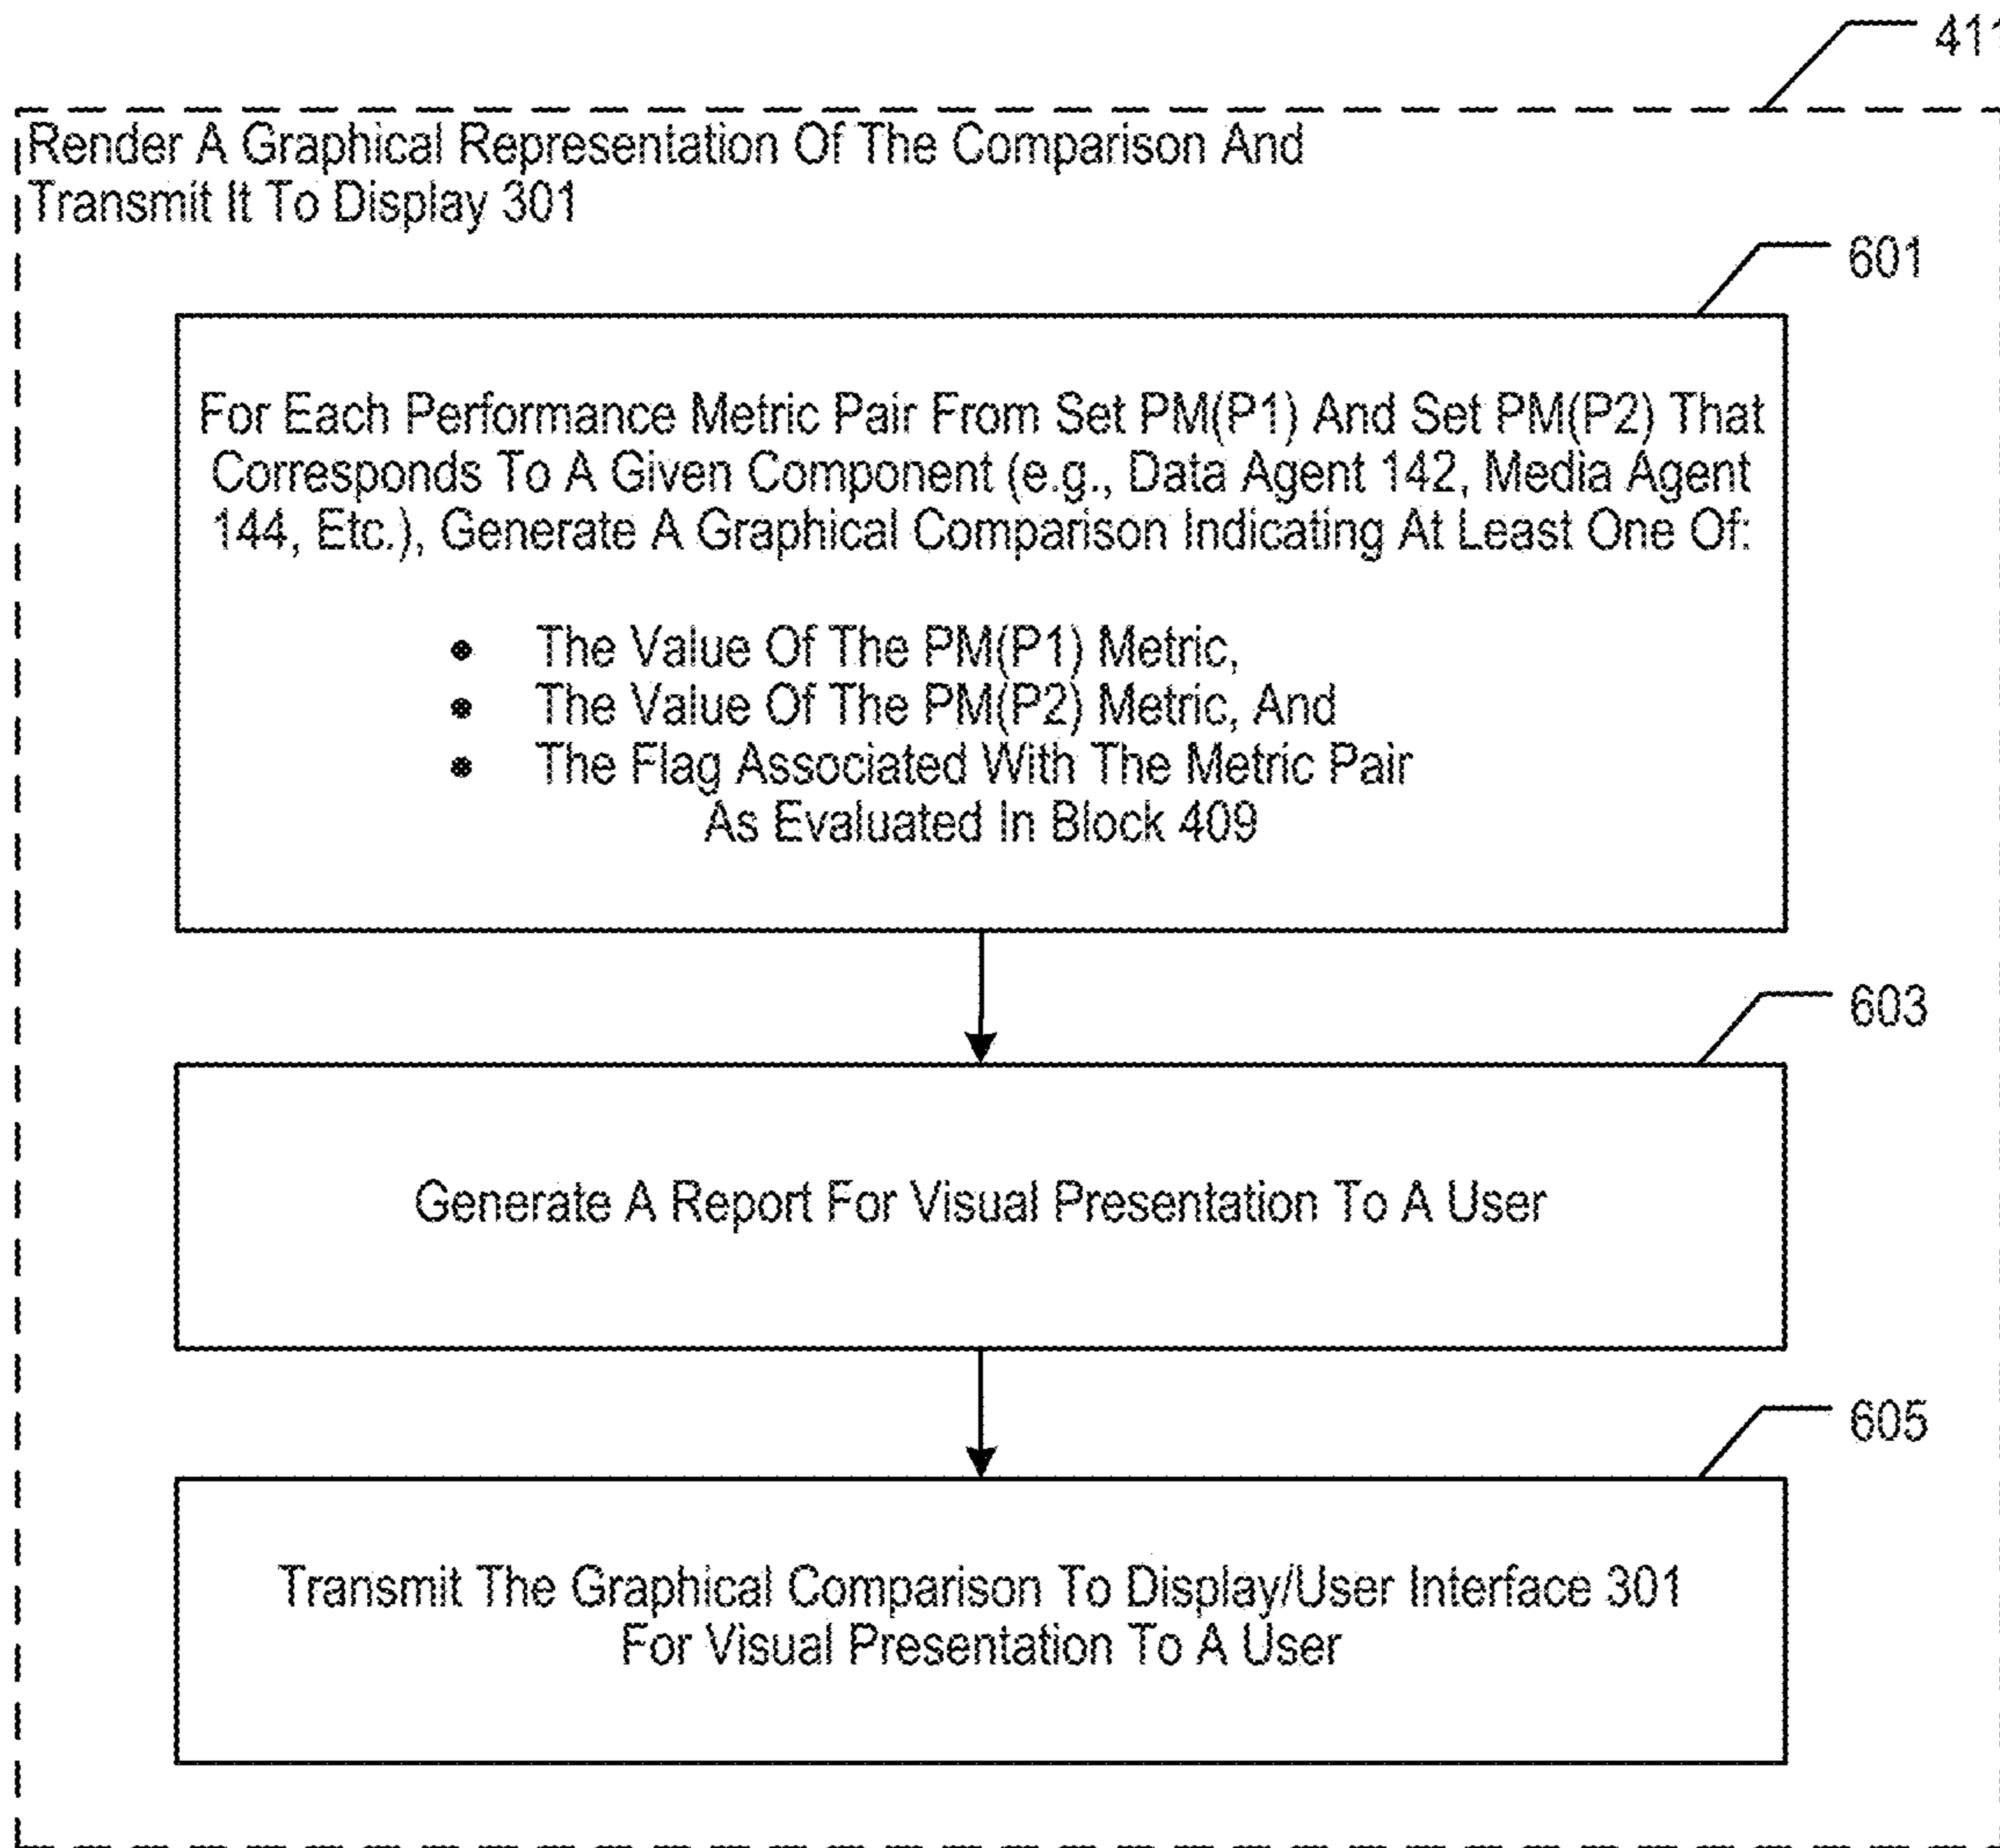 411
Render A Graphical Representation Of The Comparison And
Transmit It To Display 301
601
For Each Performance Metric Pair From Set PM(P1) And Set PM(P2) That
Corresponds To A Given Component (e.g., Data Agent 142, Media Agent
144, Etc.), Generate A Graphical Comparison Indicating At Least One Of:
• The Value Of The PM(P1) Metric,
• The Value Of The PM(P2) Metric, And
• The Flag Associated With The Metric Pair
As Evaluated In Block 409
603
Generate A Report For Visual Presentation To A User
605
Transmit The Graphical Comparison To Display/User Interface 301
For Visual Presentation To A User